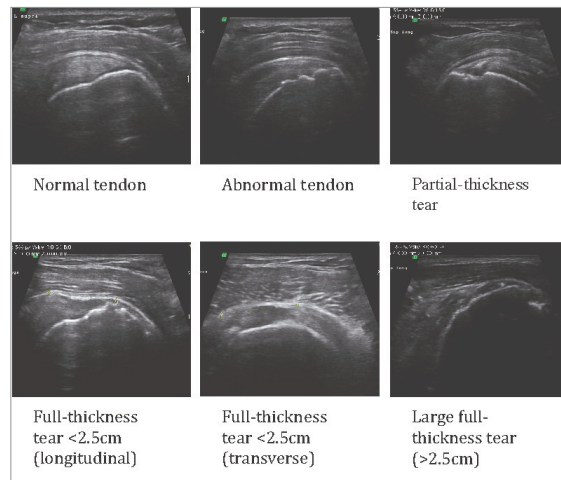 Normal tendon
Abnormal tendon
Partial-thickness
tear
Full-thickness
tear <2.5cm
(longitudinal)
Full-thickness
tear <2.5cm
(transverse)
Large full-
thickness tear
(>2.5cm)